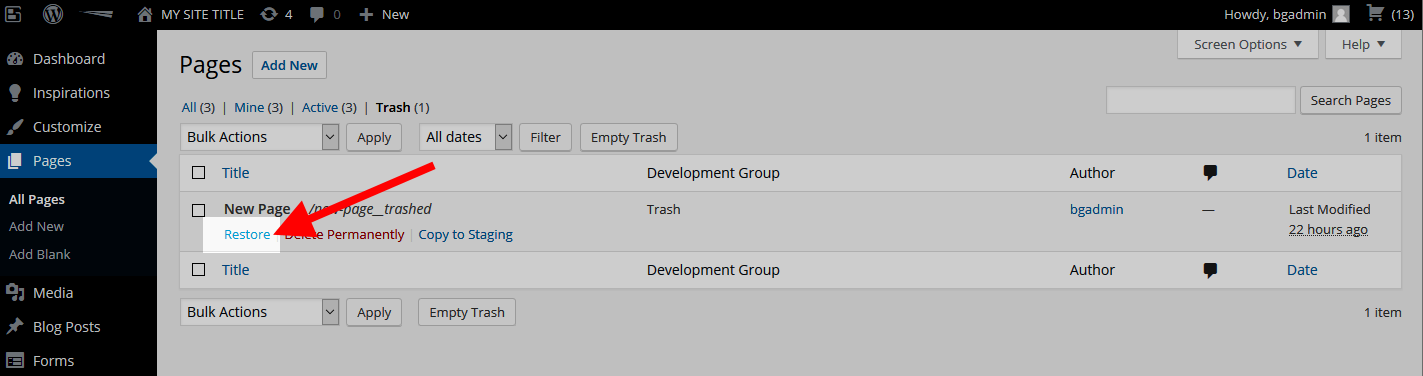 MY SITE TITLE 4 0 + New Howdy, bgadmin (13)
Dashboard
Inspirations
Customize
Pages
All Pages
Add New
Add Blank
Media
Blog Posts
Forms
Screen Options ▼ Help ▼
Pages Add New
All (3) | Mine (3) | Active (3) | Trash (1)
Search Pages
Bulk Actions Apply All dates Filter Empty Trash 1 item
Title Development Group Author Date
New Page /new-page__trashed Trash bgadmin — Last Modified
22 hours ago
Restore | Delete Permanently | Copy to Staging
Title Development Group Author Date
Bulk Actions Apply Empty Trash 1 item